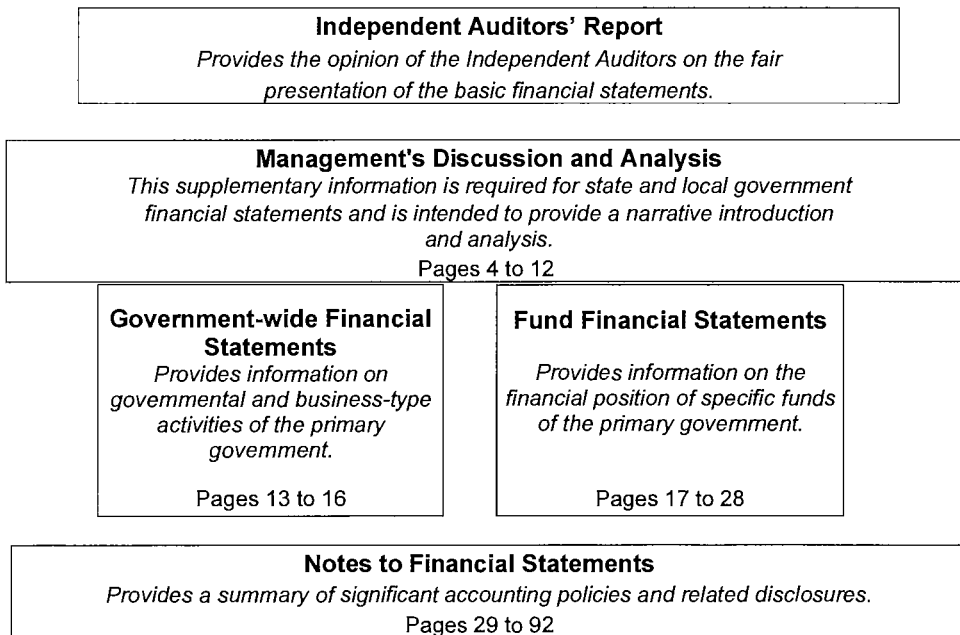 Independent Auditors' Report
Provides the opinion of the Independent Auditors on the fair
presentation of the basic financial statements.
Management's Discussion and Analysis
This supplementary information is required for state and local government
financial statements and is intended to provide a narrative introduction
and analysis.
Pages 4 to 12
Government-wide Financial
Statements
Provides information on
governmental and business-type
activities of the primary
government.
Pages 13 to 16
Fund Financial Statements
Provides information on the
financial position of specific funds
of the primary government.
Pages 17 to 28
Notes to Financial Statements
Provides a summary of significant accounting policies and related disclosures.
Pages 29 to 92